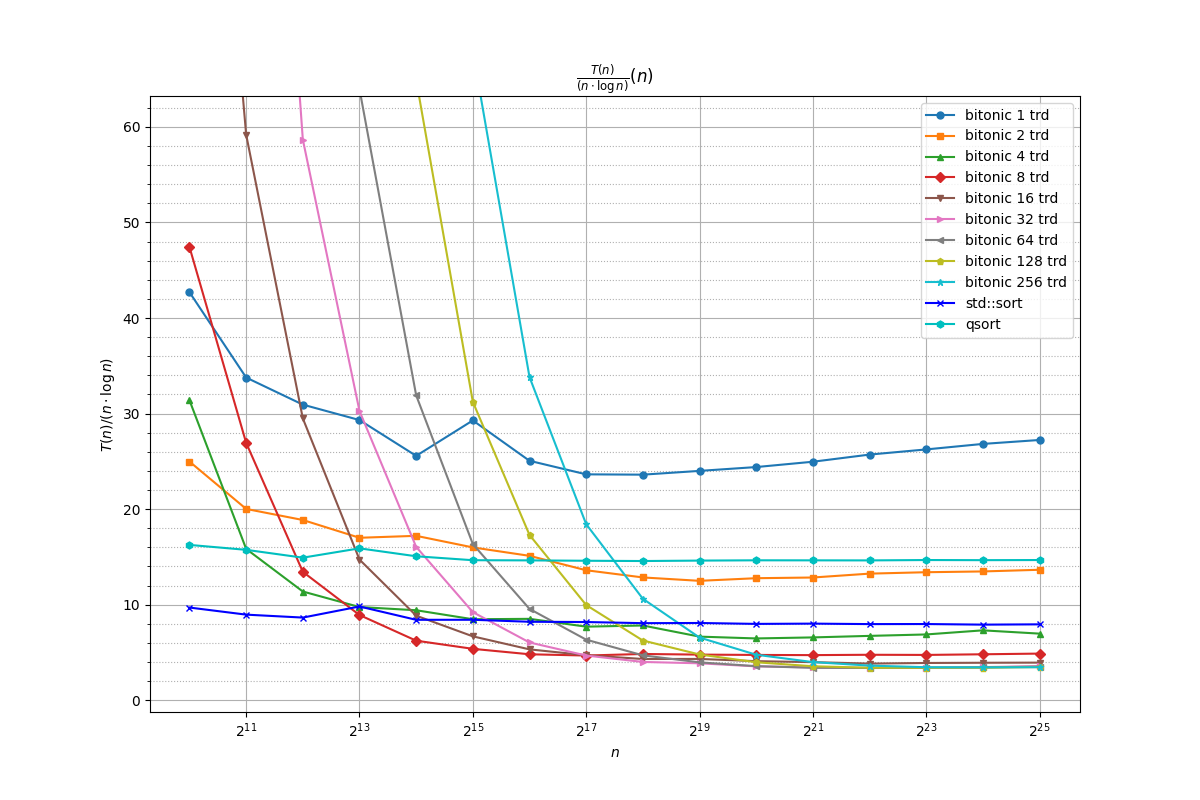 T(n)/(n · log n) (n)
T(n)/(n · log n)
60
50
40
30
20
10
0
2^11 2^13 2^15 2^17 2^19 2^21 2^23 2^25
n
bitonic 1 trd
bitonic 2 trd
bitonic 4 trd
bitonic 8 trd
bitonic 16 trd
bitonic 32 trd
bitonic 64 trd
bitonic 128 trd
bitonic 256 trd
std::sort
qsort